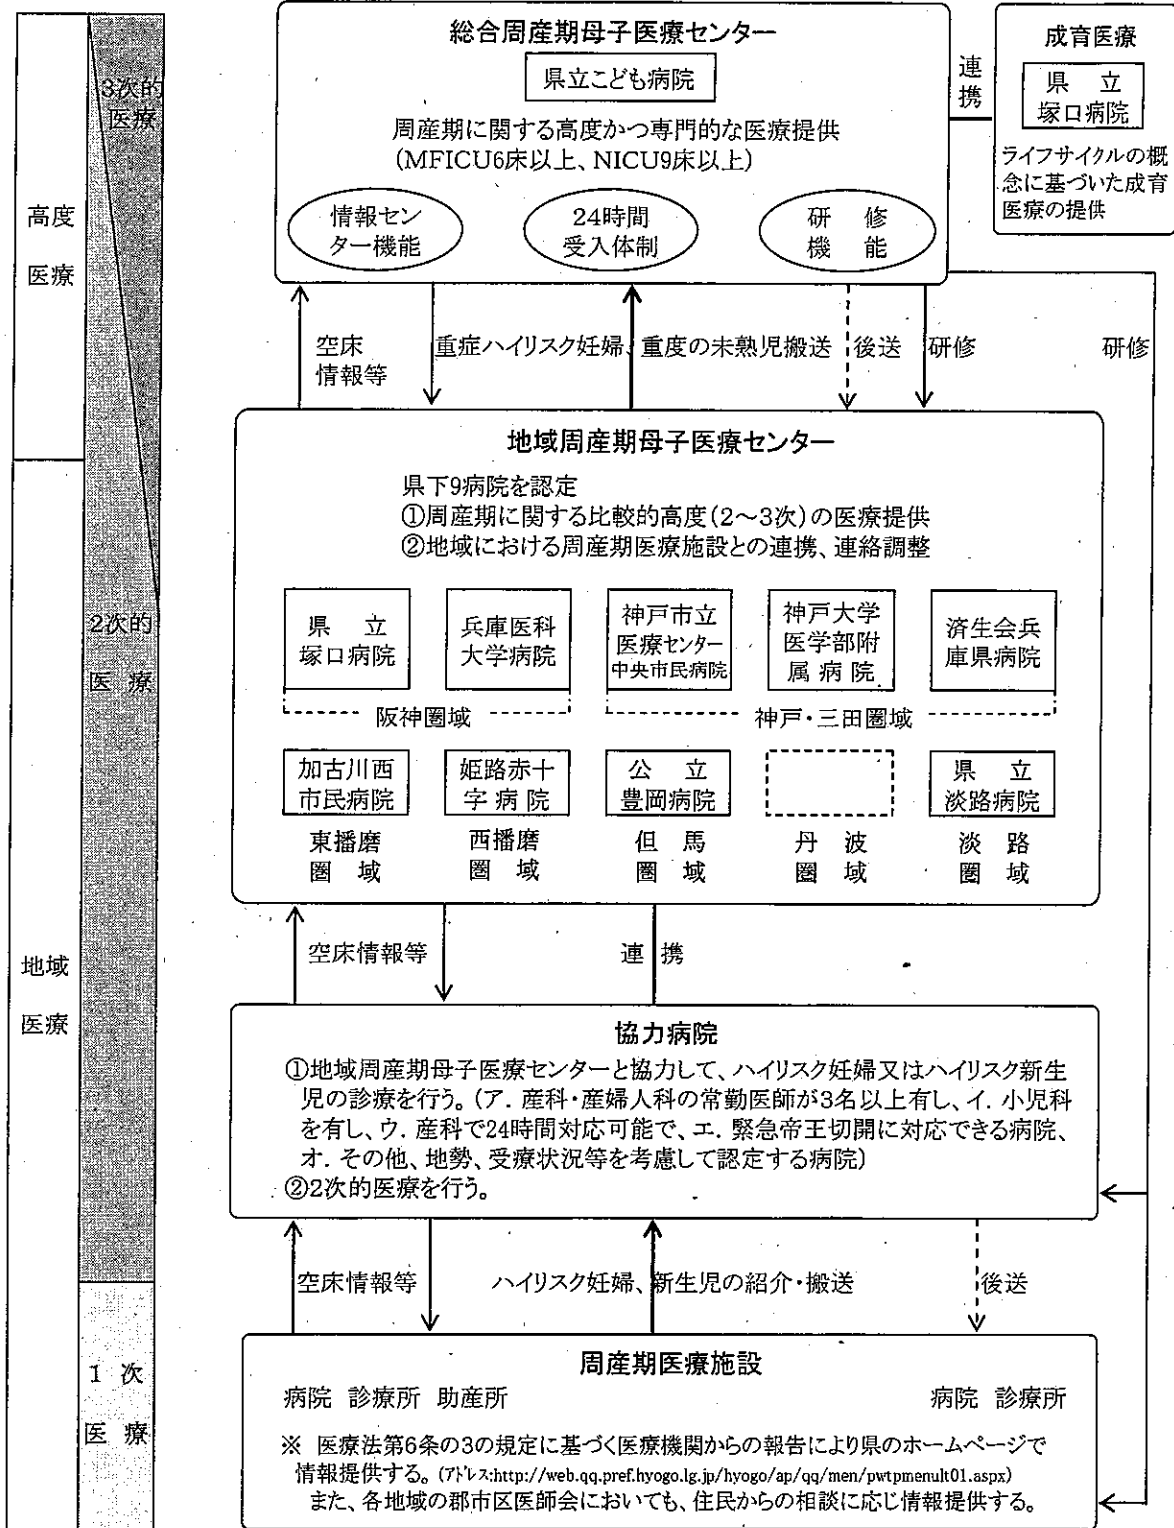 総合周産期母子医療センター
県立こども病院
周産期に関する高度かつ専門的な医療提供
(MFICU6床以上、NICU9床以上)
情報セン
ター機能
24時間
受入体制
研 修
機 能
連
携
成育医療
県 立
塚口病院
ライフサイクルの概
念に基づいた成育
医療の提供
3次的
医療
高度
医療
空床
情報等
重症ハイリスク妊婦、重度の未熟児搬送
後送
研修
研修
地域周産期母子医療センター
県下9病院を認定
①周産期に関する比較的高度(2~3次)の医療提供
②地域における周産期医療施設との連携、連絡調整
県 立
塚口病院
兵庫医科
大学病院
神戸市立
医療センター
中央市民病院
神戸大学
医学部附
属病院
済生会兵
庫県病院
阪神圏域
神戸・三田圏域
加古川西
市民病院
姫路赤十
字病院
公 立
豊岡病院
県 立
淡路病院
東播磨
圏 域
西播磨
圏 域
但 馬
圏 域
丹 波
圏 域
淡 路
圏 域
2次的
医 療
地域
医療
空床情報等
連 携
協力病院
①地域周産期母子医療センターと協力して、ハイリスク妊婦又はハイリスク新生
児の診療を行う。(ア. 産科・産婦人科の常勤医師が3名以上有し、イ. 小児科
を有し、ウ. 産科で24時間対応可能で、エ. 緊急帝王切開に対応できる病院、
オ. その他、地勢、受療状況等を考慮して認定する病院)
②2次的医療を行う。
空床情報等
ハイリスク妊婦、新生児の紹介・搬送
後送
1 次
医 療
周産期医療施設
病院 診療所 助産所
病院 診療所
※ 医療法第6条の3の規定に基づく医療機関からの報告により県のホームページで
情報提供する。(アドレス:http://web.qq.pref.hyogo.lg.jp/hyogo/ap/qq/men/pwtpmenult01.aspx)
また、各地域の郡市区医師会においても、住民からの相談に応じ情報提供する。